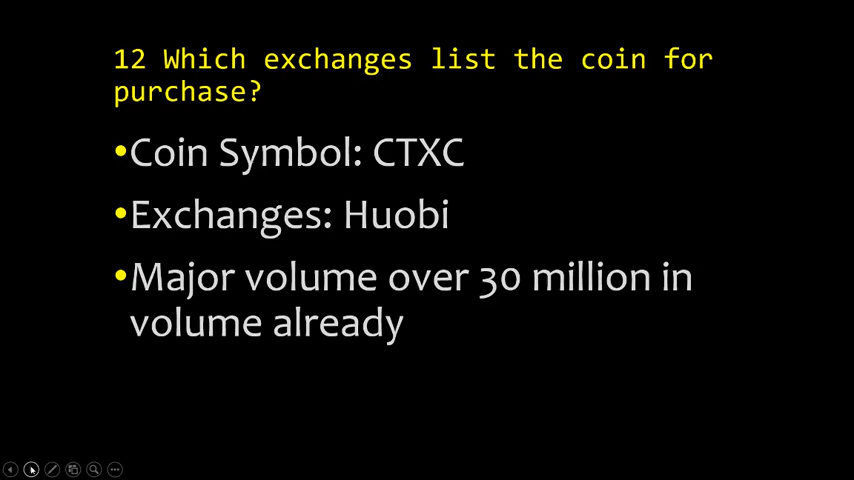 12 Which exchanges list the coin for
purchase?
•Coin Symbol: CTXC
•Exchanges: Huobi
•Major volume over 30 million in
volume already